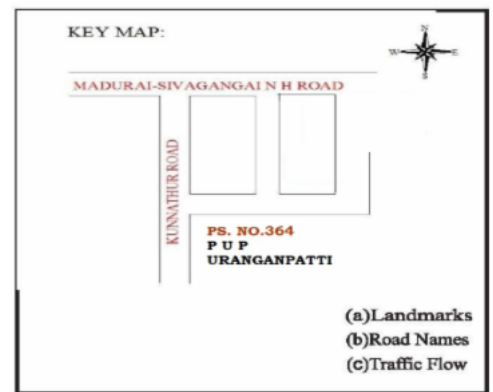 KEY MAP:
N
W E
S
MADURAI-SIVAGANGAI N H ROAD
KUNNATHUR ROAD
PS. NO.364
P U P
URANGANPATTI
(a)Landmarks
(b)Road Names
(c)Traffic Flow